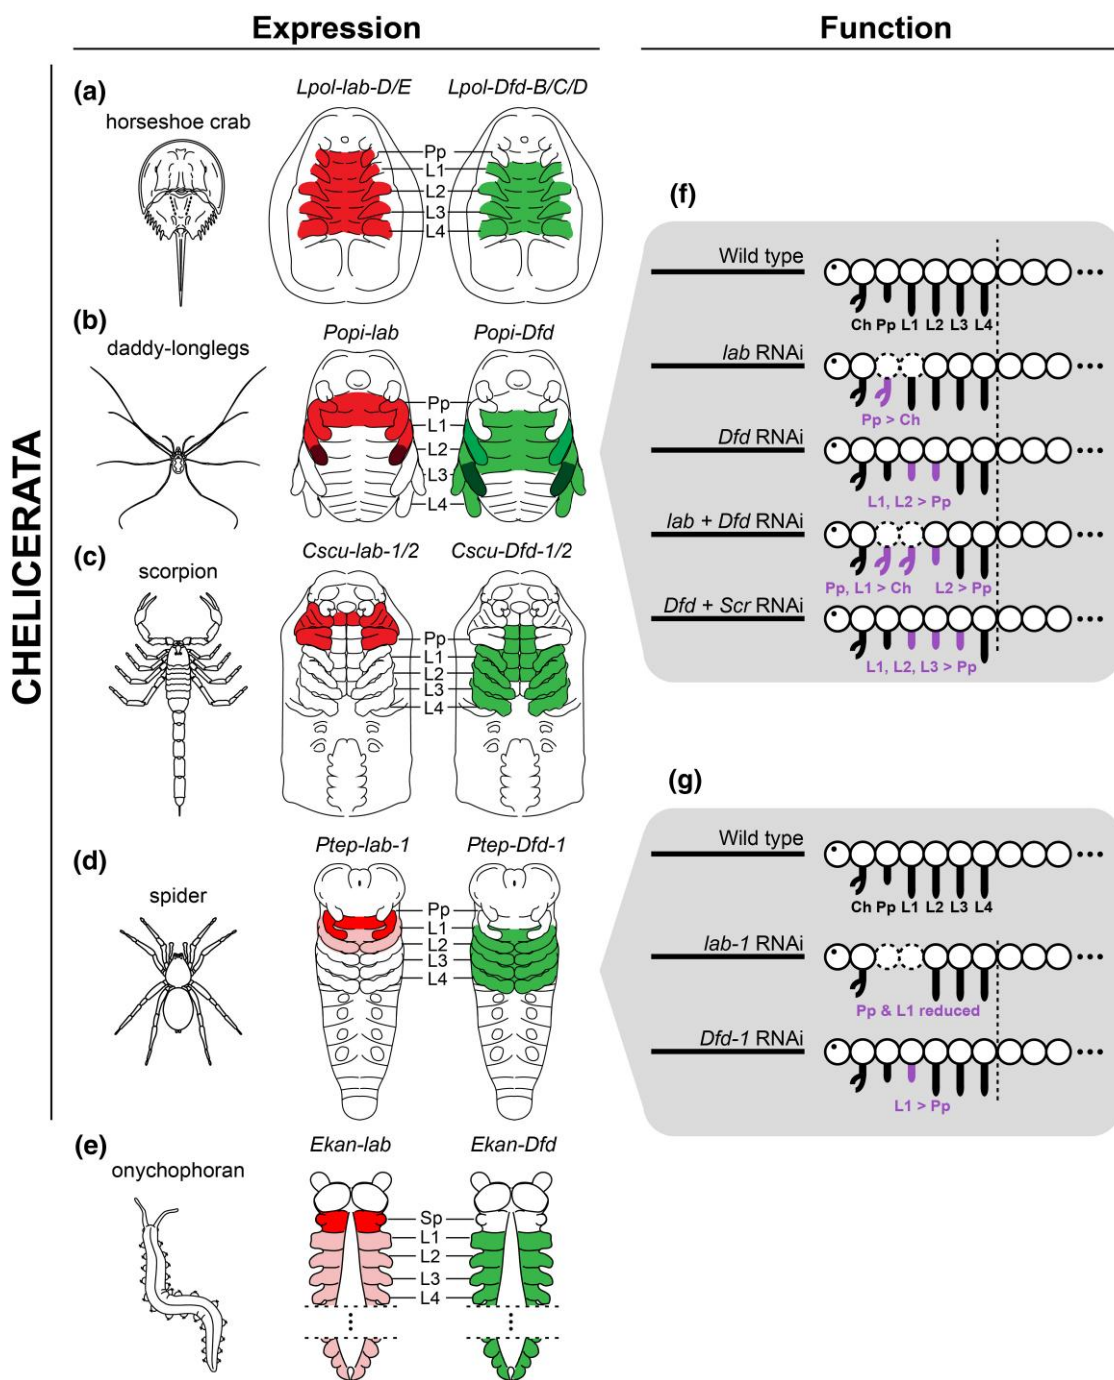 Expression
Function
CHELICERATA
(a)
horseshoe crab
Lpol-lab-D/E
Lpol-Dfd-B/C/D
Pp
L1
L2
L3
L4
(b)
daddy-longlegs
Popi-lab
Popi-Dfd
Pp
L1
L2
L3
L4
(c)
scorpion
Cscu-lab-1/2
Cscu-Dfd-1/2
Pp
L1
L2
L3
L4
(d)
spider
Ptep-lab-1
Ptep-Dfd-1
Pp
L1
L2
L3
L4
(e)
onychophoran
Ekan-lab
Ekan-Dfd
Sp
L1
L2
L3
L4
(f)
Wild type
Ch Pp L1 L2 L3 L4
lab RNAi
Pp > Ch
Dfd RNAi
L1, L2 > Pp
lab + Dfd RNAi
Pp, L1 > Ch L2 > Pp
Dfd + Scr RNAi
L1, L2, L3 > Pp
(g)
Wild type
Ch Pp L1 L2 L3 L4
lab-1 RNAi
Pp & L1 reduced
Dfd-1 RNAi
L1 > Pp